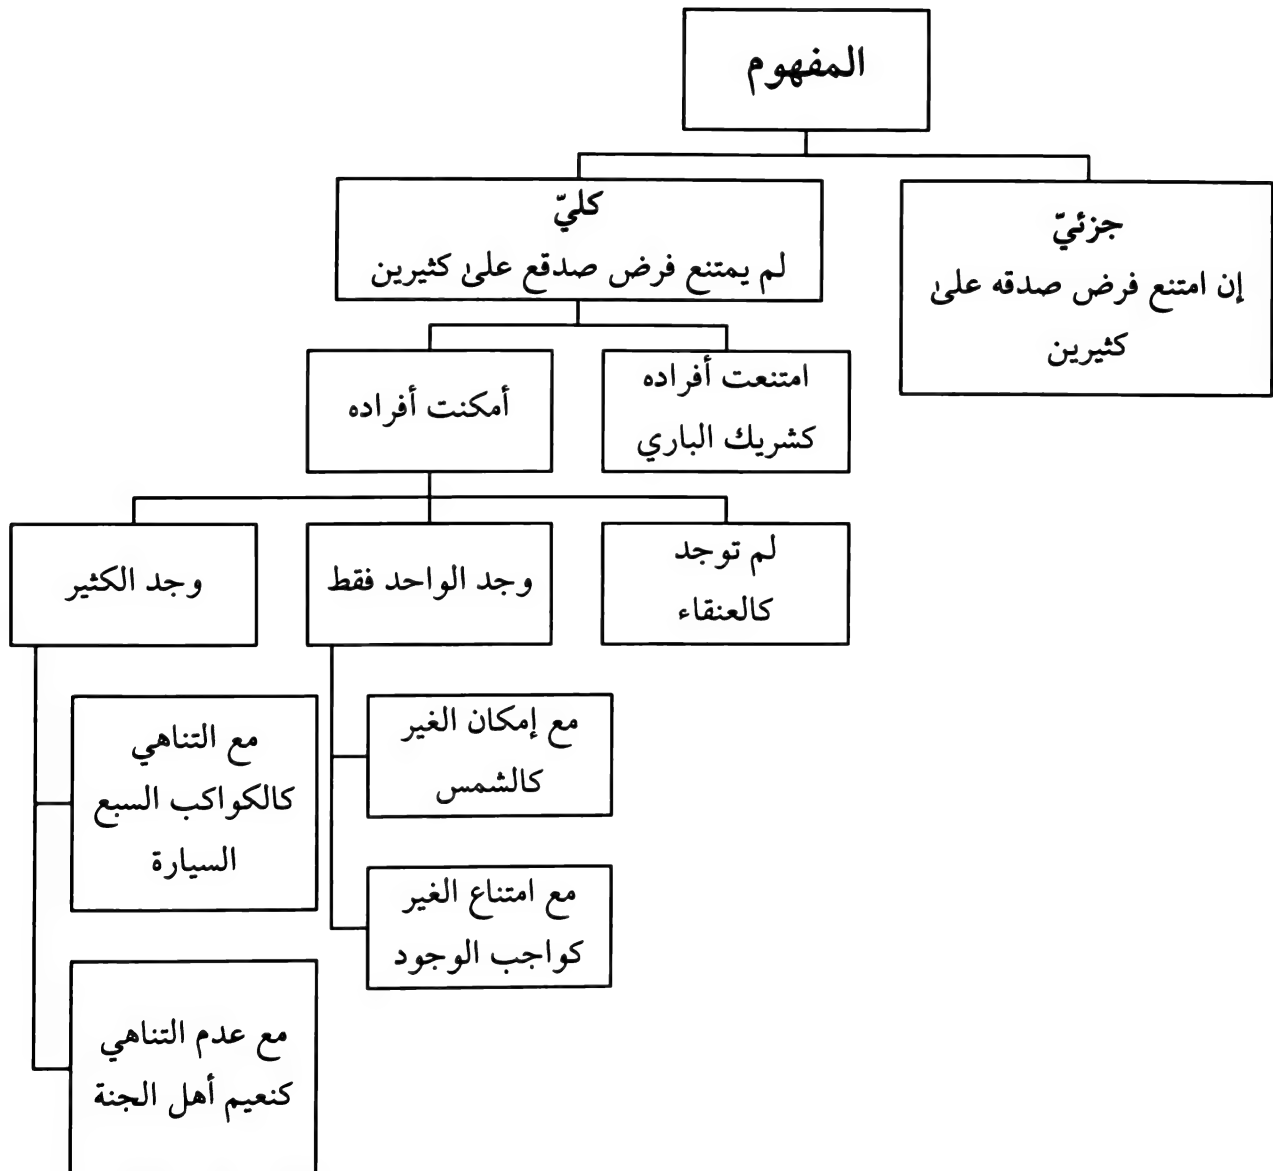 المفهوم
جزئيّ
إن امتنع فرض صدقه علىٰ
كثيرين
كليّ
لم يمتنع فرض صدقع علىٰ كثيرين
امتنعت أفراده
كشريك الباري
أمكنت أفراده
لم توجد
كالعنقاء
وجد الواحد فقط
وجد الكثير
مع إمكان الغير
كالشمس
مع امتناع الغير
كواجب الوجود
مع التناهي
كالكواكب السبع
السيارة
مع عدم التناهي
كنعيم أهل الجنة